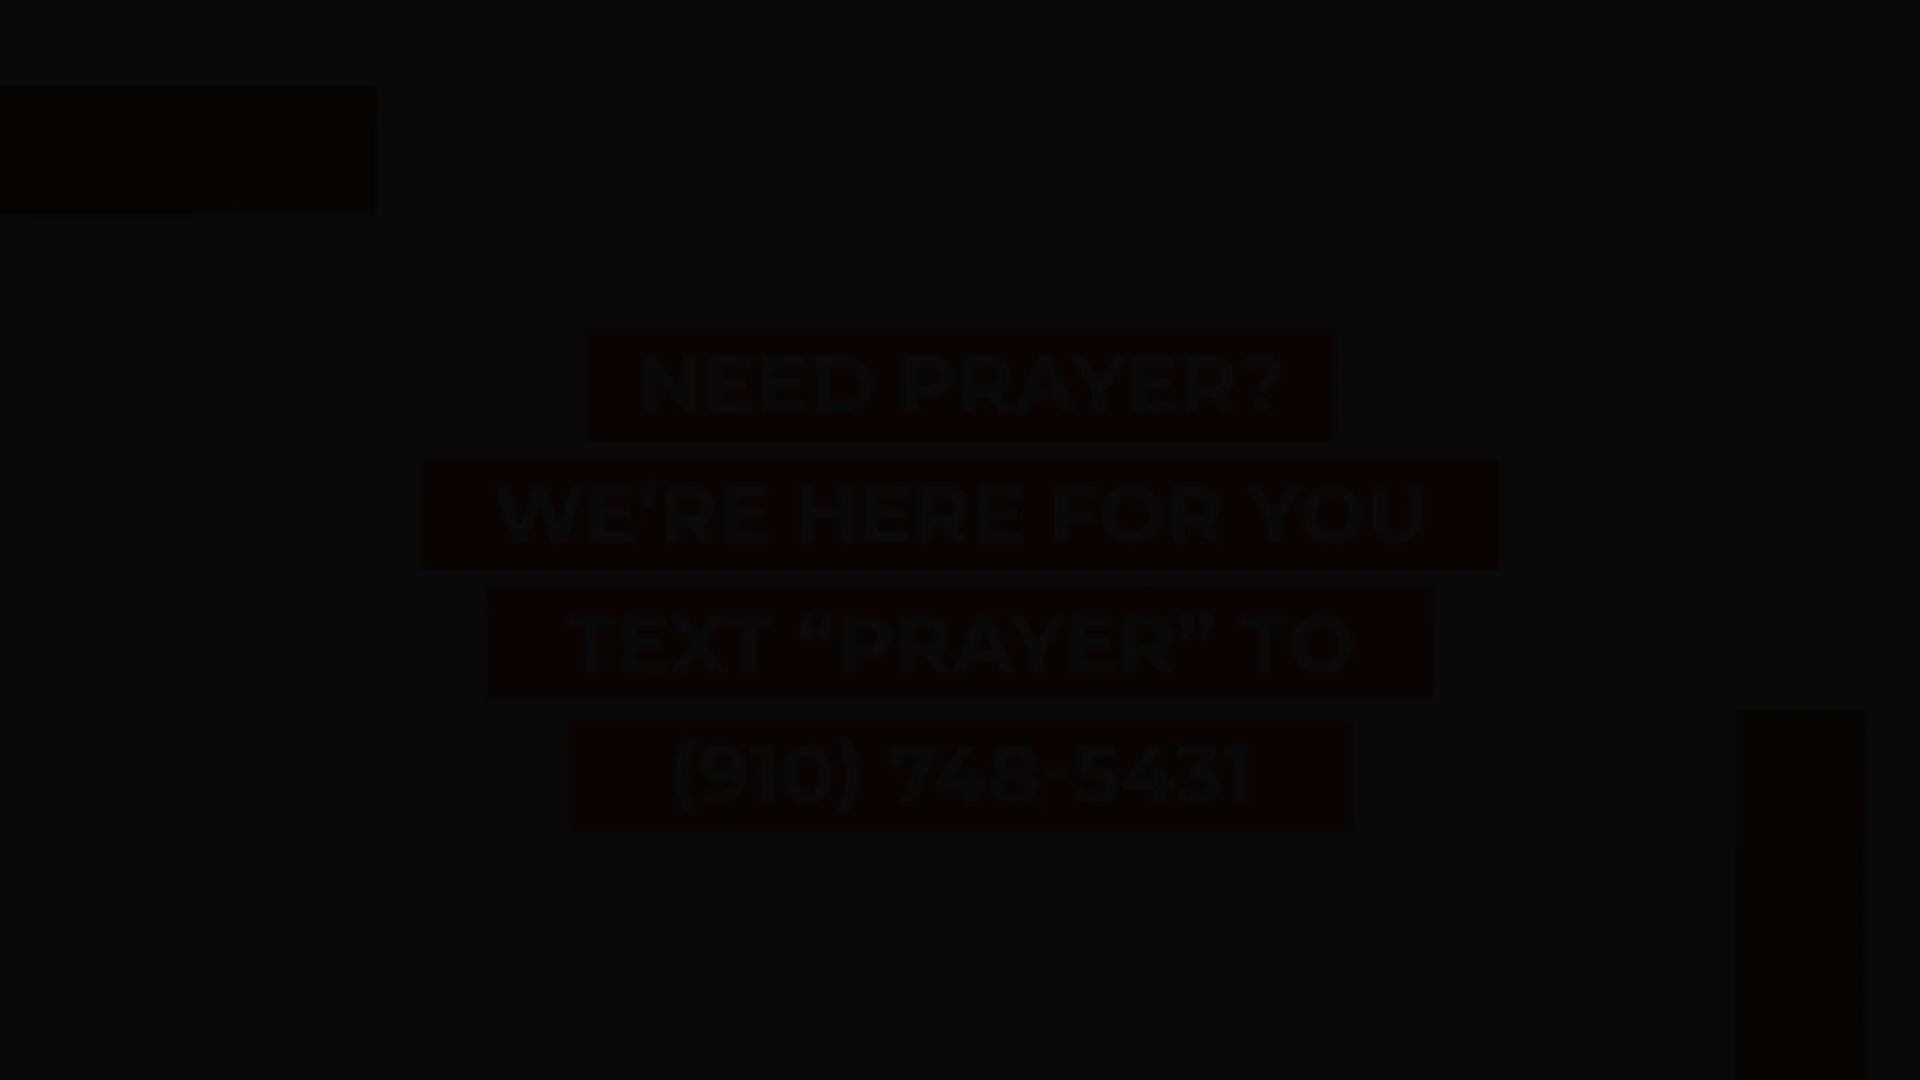 NEED PRAYER?
WE'RE HERE FOR YOU
TEXT “PRAYER” TO
(910) 748-5431